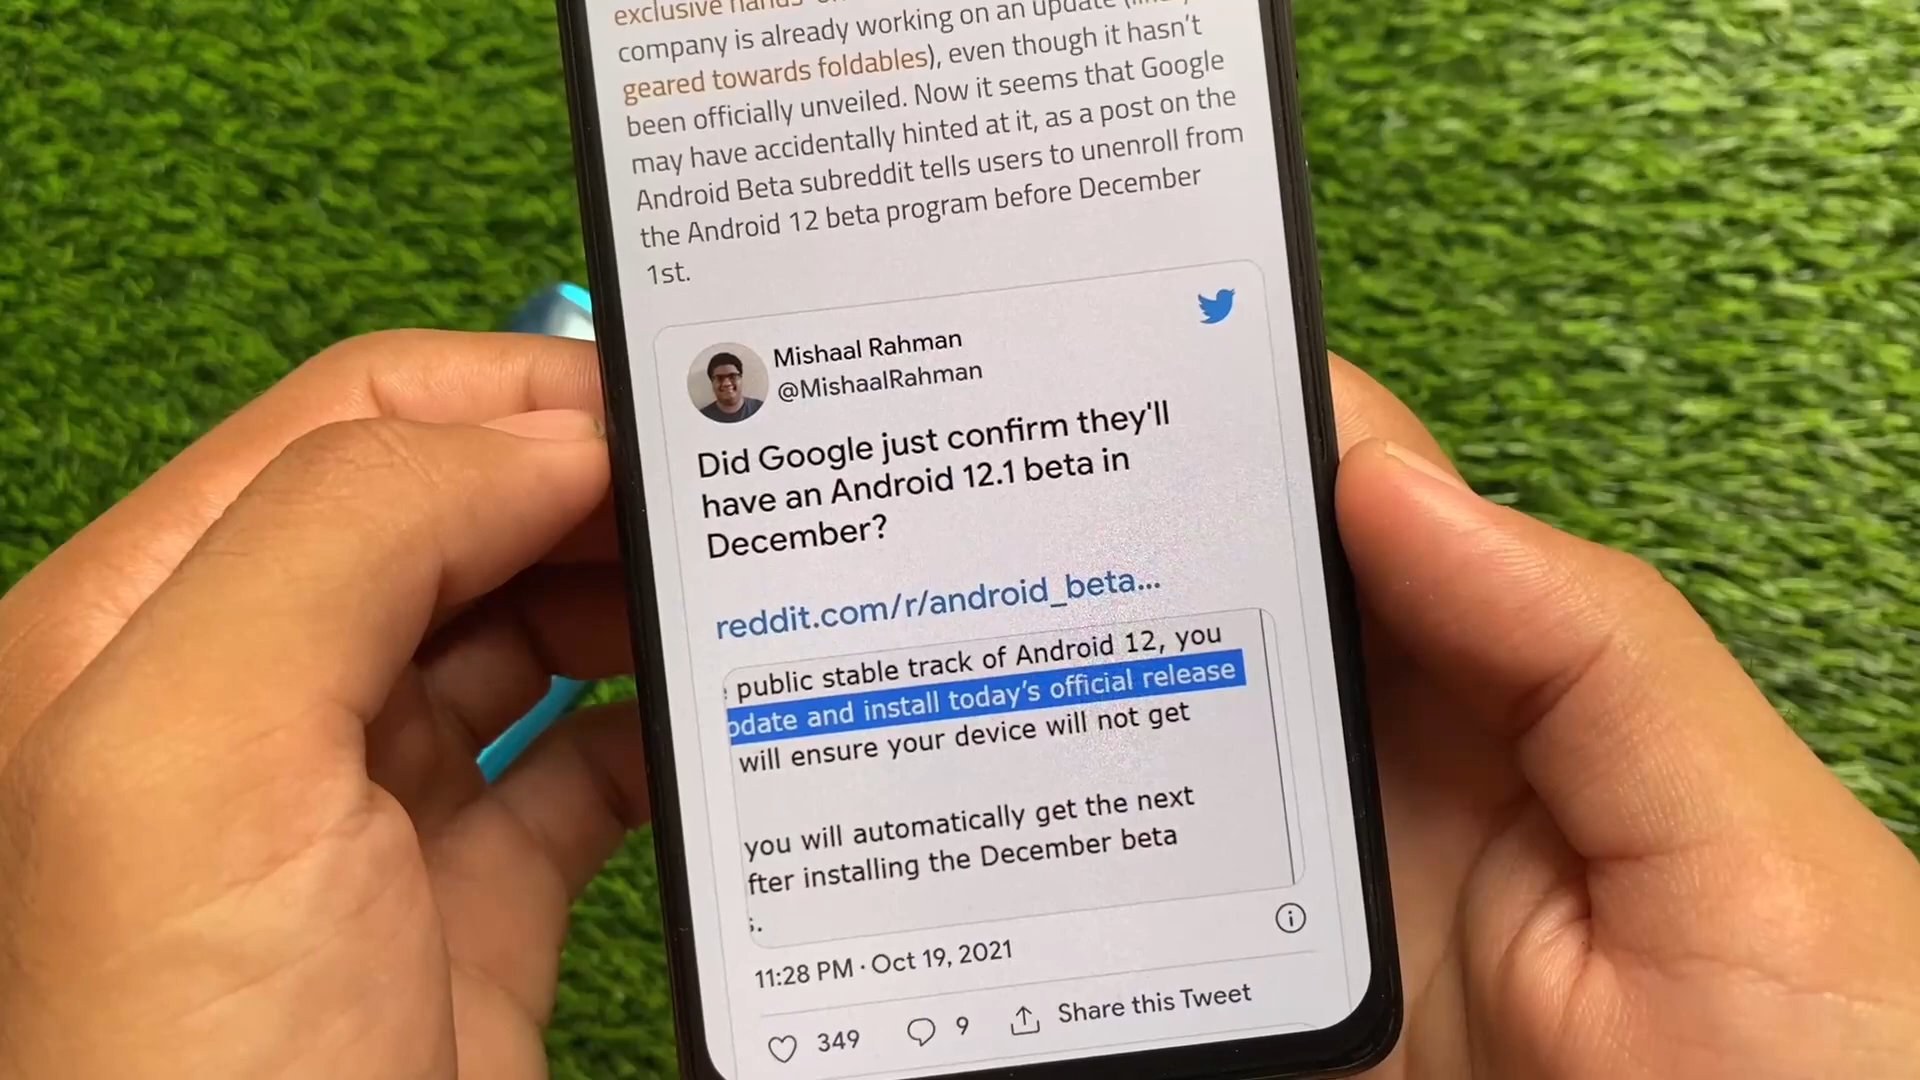 exclusive hands-
company is already working on an update
geared towards foldables), even though it hasn't
been officially unveiled. Now it seems that Google
may have accidentally hinted at it, as a post on the
Android Beta subreddit tells users to unenroll from
the Android 12 beta program before December
1st.
Mishaal Rahman
@MishaalRahman
Did Google just confirm they'll
have an Android 12.1 beta in
December?
reddit.com/r/android_beta...
public stable track of Android 12, you
pdate and install today's official release
will ensure your device will not get
you will automatically get the next
fter installing the December beta
11:28 PM · Oct 19, 2021
349 9 Share this Tweet